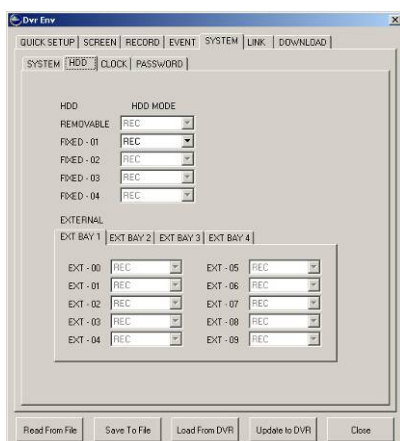 Dvr Env
QUICK SETUP SCREEN RECORD EVENT SYSTEM LINK DOWNLOAD
SYSTEM HDD CLOCK PASSWORD
HDD HDD MODE
REMOVABLE REC
FIXED - 01 REC
FIXED - 02 REC
FIXED - 03 REC
FIXED - 04 REC
EXTERNAL
EXT BAY 1 EXT BAY 2 EXT BAY 3 EXT BAY 4
EXT - 00 REC EXT - 05 REC
EXT - 01 REC EXT - 06 REC
EXT - 02 REC EXT - 07 REC
EXT - 03 REC EXT - 08 REC
EXT - 04 REC EXT - 09 REC
Read From File Save To File Load From DVR Update to DVR Close